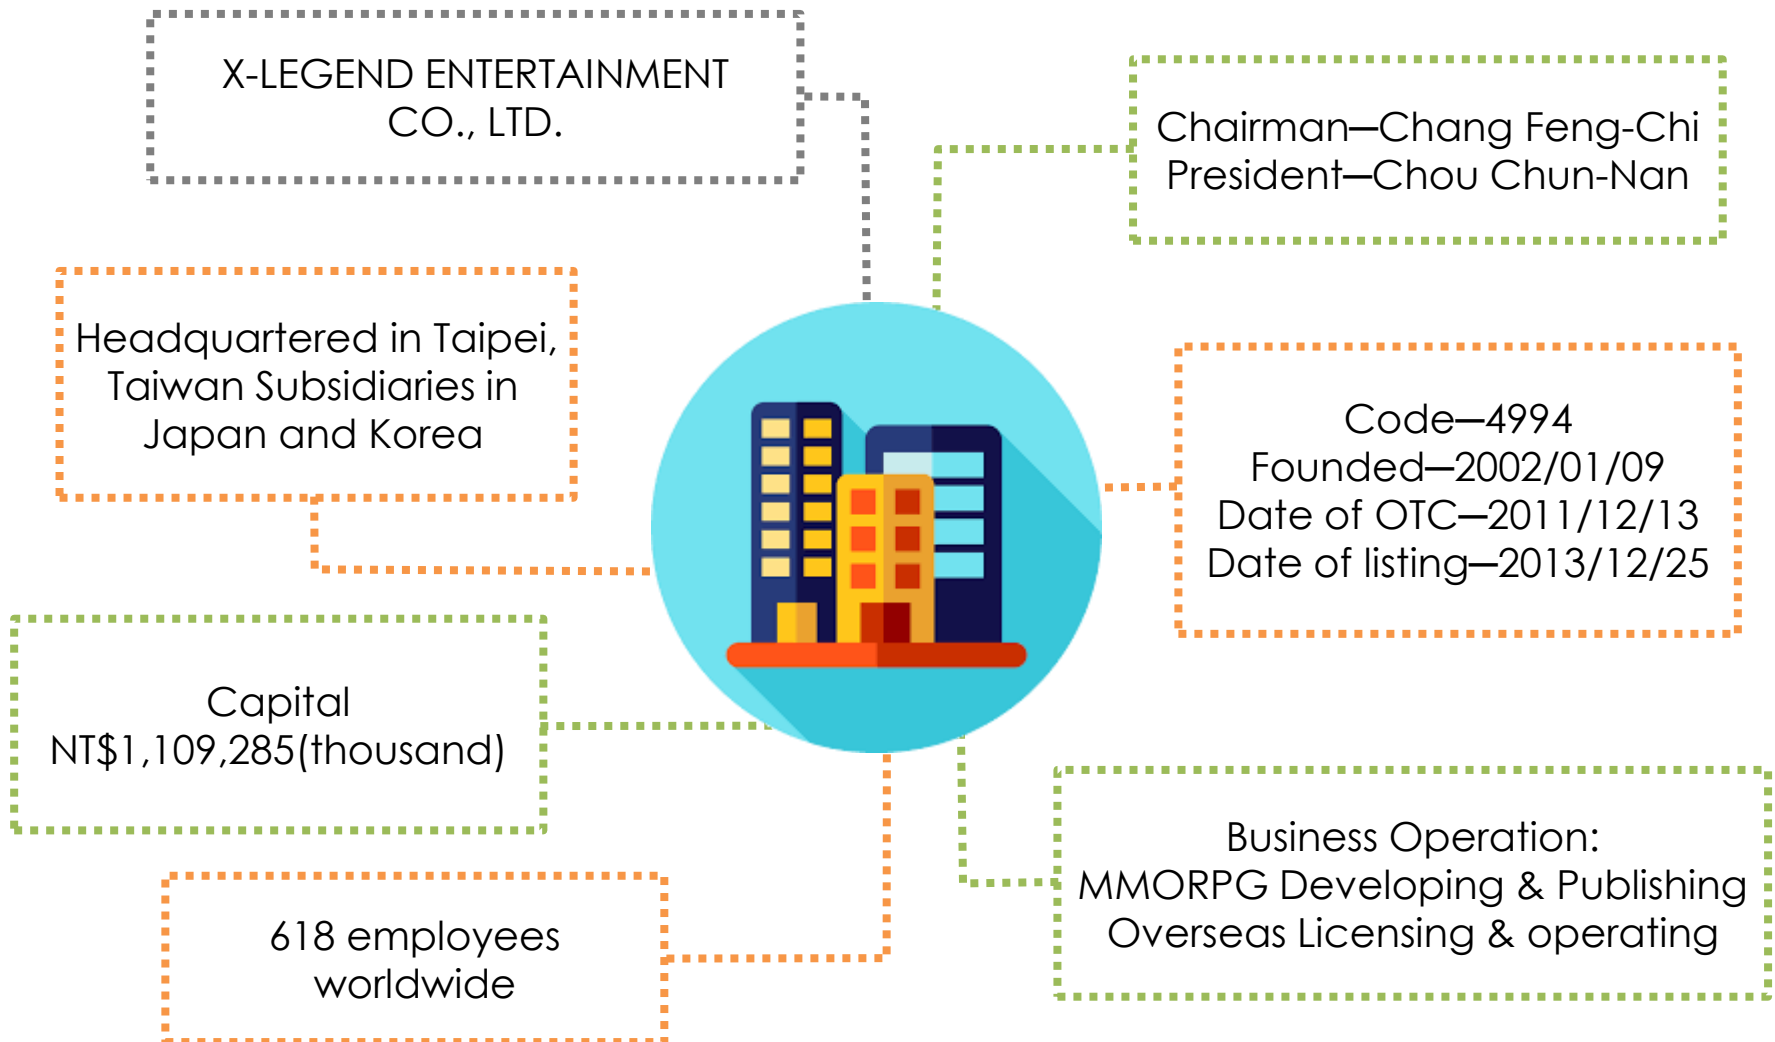 X-LEGEND ENTERTAINMENT
CO., LTD.
Chairman—Chang Feng-Chi
President—Chou Chun-Nan
Headquartered in Taipei,
Taiwan Subsidiaries in
Japan and Korea
Code—4994
Founded—2002/01/09
Date of OTC—2011/12/13
Date of listing—2013/12/25
Capital
NT$1,109,285(thousand)
Business Operation:
MMORPG Developing & Publishing
Overseas Licensing & operating
618 employees
worldwide